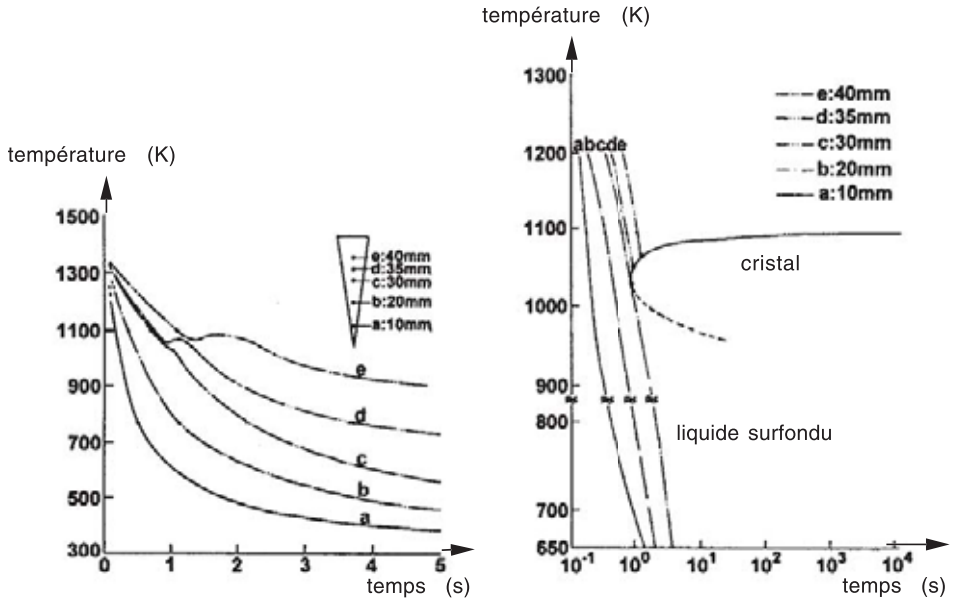 température (K)
1500
1300
1100
900
700
500
300
0
1
2
3
4
5
temps (s)
e:40mm
d:35mm
c:30mm
b:20mm
a:10mm
e
d
c
b
a
température (K)
1300
1200
1100
1000
900
800
700
650
10⁻¹
10⁰
10¹
10²
10³
10⁴
temps (s)
abcde
e:40mm
d:35mm
c:30mm
b:20mm
a:10mm
cristal
liquide surfondu